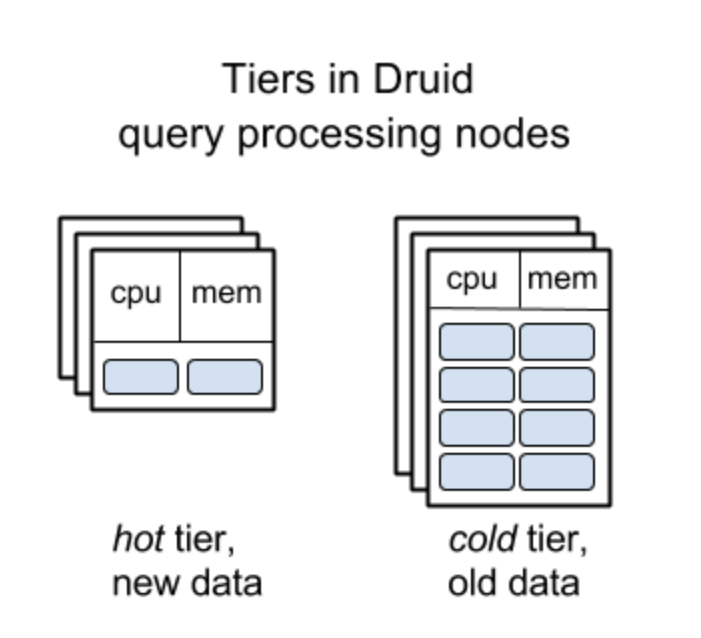 Tiers in Druid
query processing nodes
cpu mem
cpu mem
hot tier,
new data
cold tier,
old data